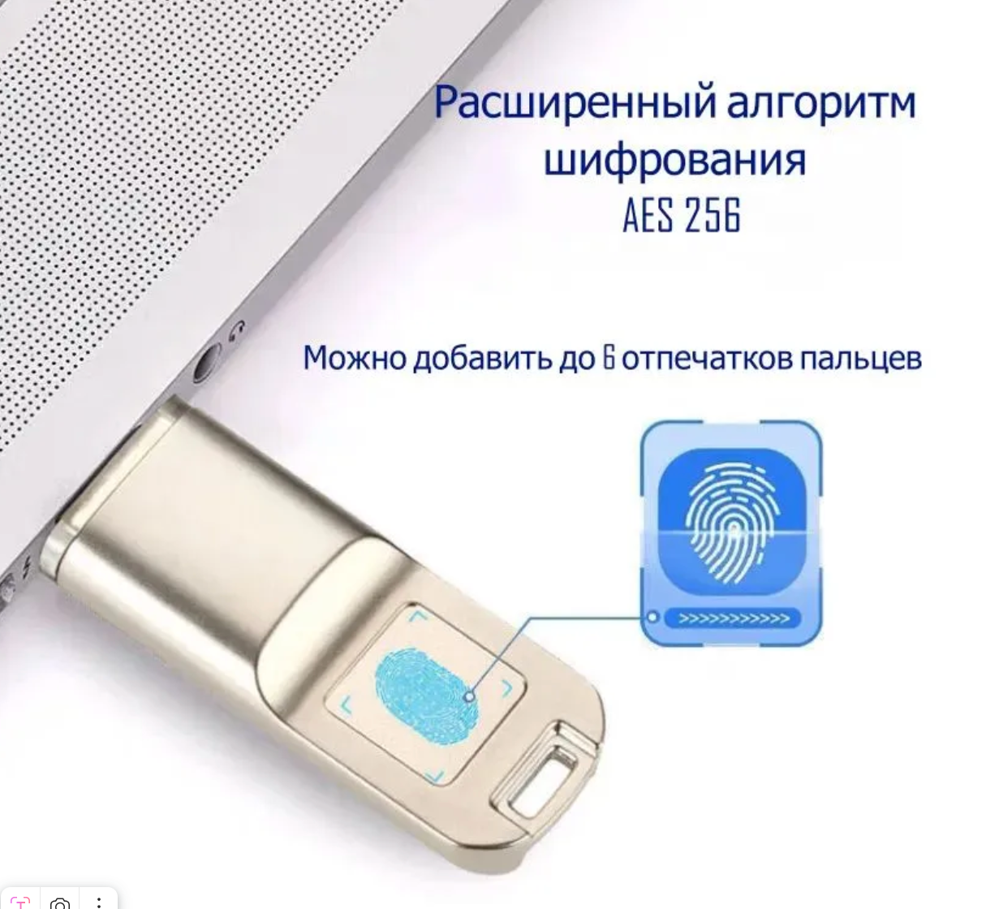 Расширенный алгоритм
шифрования
AES 256
Можно добавить до 6 отпечатков пальцев